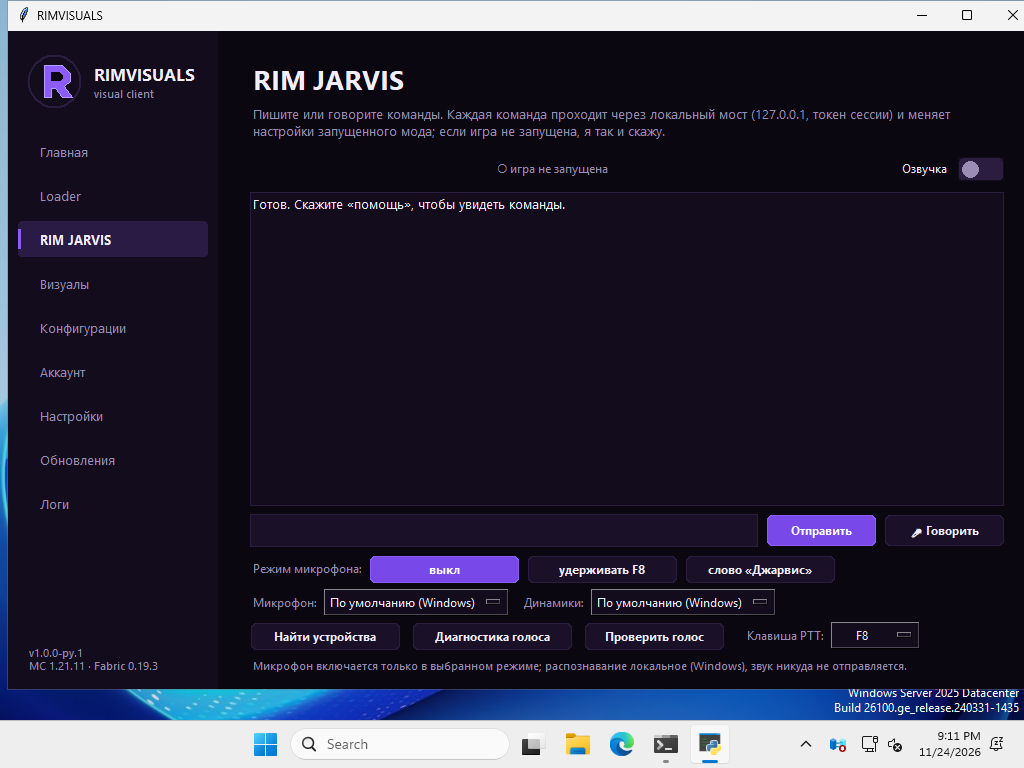 RIMVISUALS
RIMVISUALS
visual client
Главная
Loader
RIM JARVIS
Визуалы
Конфигурации
Аккаунт
Настройки
Обновления
Логи
v1.0.0-py.1
MC 1.21.11 · Fabric 0.19.3
RIM JARVIS
Пишите или говорите команды. Каждая команда проходит через локальный мост (127.0.0.1, токен сессии) и меняет
настройки запущенного мода; если игра не запущена, я так и скажу.
игра не запущена
Озвучка
Готов. Скажите «помощь», чтобы увидеть команды.
Отправить
Говорить
Режим микрофона:
выкл
удерживать F8
слово «Джарвис»
Микрофон:
По умолчанию (Windows)
Динамики:
По умолчанию (Windows)
Найти устройства
Диагностика голоса
Проверить голос
Клавиша PTT:
F8
Микрофон включается только в выбранном режиме; распознавание локальное (Windows), звук никуда не отправляется.
Windows Server 2025 Datacenter
Build 26100.ge_release.240331-1435
Search
9:11 PM
11/24/2026